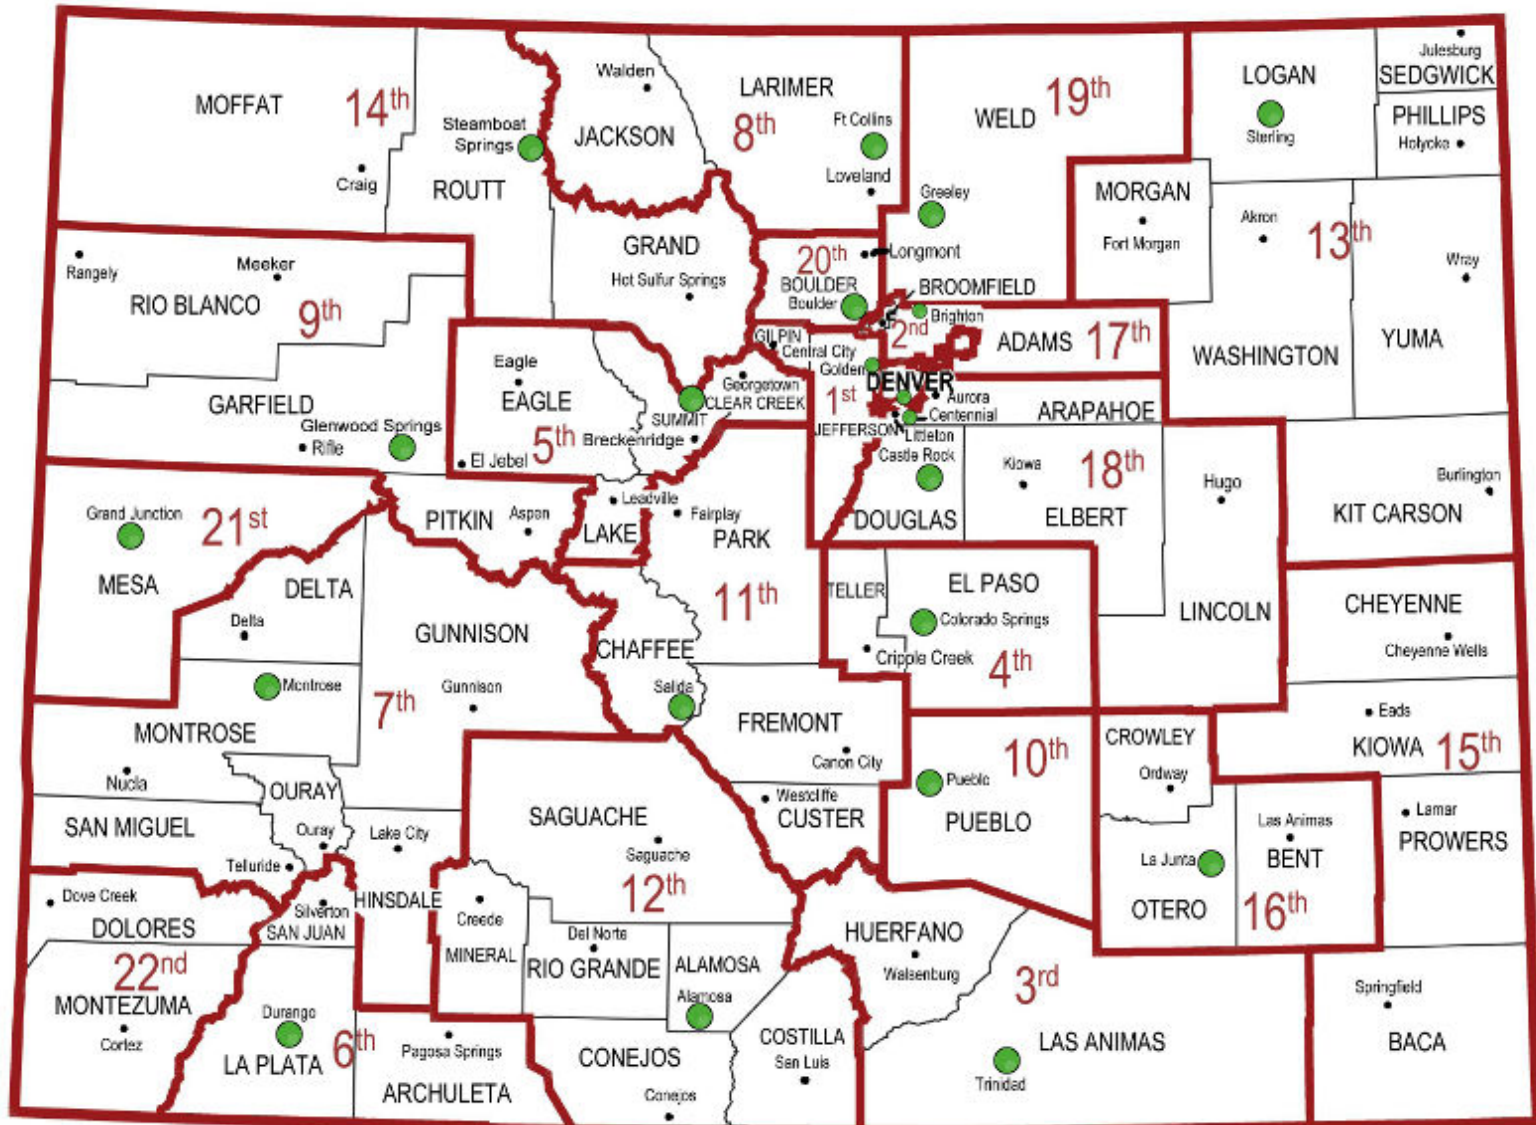 Julesburg
SEDGWICK
LOGAN
Sterling
PHILLIPS
Holyoke
19th
WELD
Greeley
LARIMER
8th
Ft Collins
Loveland
Walden
JACKSON
MOFFAT
14th
Craig
Steamboat
Springs
ROUTT
MORGAN
Fort Morgan
Akron
13th
Wray
YUMA
WASHINGTON
GRAND
Hot Sulfur Springs
20th
Longmont
BOULDER
Boulder
BROOMFIELD
Brighton
2nd
ADAMS
17th
Rangely
Meeker
RIO BLANCO
9th
GILPIN
Central City
Golden
DENVER
Aurora
Centennial
ARAPAHOE
1st
JEFFERSON
Littleton
Georgetown
CLEAR CREEK
Eagle
EAGLE
5th
SUMMIT
Breckenridge
El Jebel
GARFIELD
Glenwood Springs
Rifle
Castle Rock
DOUGLAS
Kiowa
18th
ELBERT
Hugo
LINCOLN
Burlington
KIT CARSON
Grand Junction
21st
MESA
PITKIN
Aspen
Leadville
LAKE
Fairplay
PARK
11th
DELTA
Delta
GUNNISON
Gunnison
7th
Montrose
MONTROSE
Nucla
CHAFFEE
Salida
TELLER
EL PASO
Colorado Springs
Cripple Creek
4th
CHEYENNE
Cheyenne Wells
Eads
KIOWA
15th
FREMONT
Canon City
Westcliffe
CUSTER
10th
Pueblo
PUEBLO
CROWLEY
Ordway
Lamar
PROWERS
Las Animas
BENT
La Junta
OTERO
16th
OURAY
Ouray
SAN MIGUEL
Telluride
Lake City
HINSDALE
SAGUACHE
Saguache
12th
Dove Creek
DOLORES
Silverton
SAN JUAN
Creede
MINERAL
Del Norte
RIO GRANDE
ALAMOSA
Alamosa
HUERFANO
Walsenburg
3rd
22nd
MONTEZUMA
Cortez
Durango
LA PLATA
6th
Pagosa Springs
ARCHULETA
CONEJOS
Conejos
COSTILLA
San Luis
LAS ANIMAS
Trinidad
Springfield
BACA